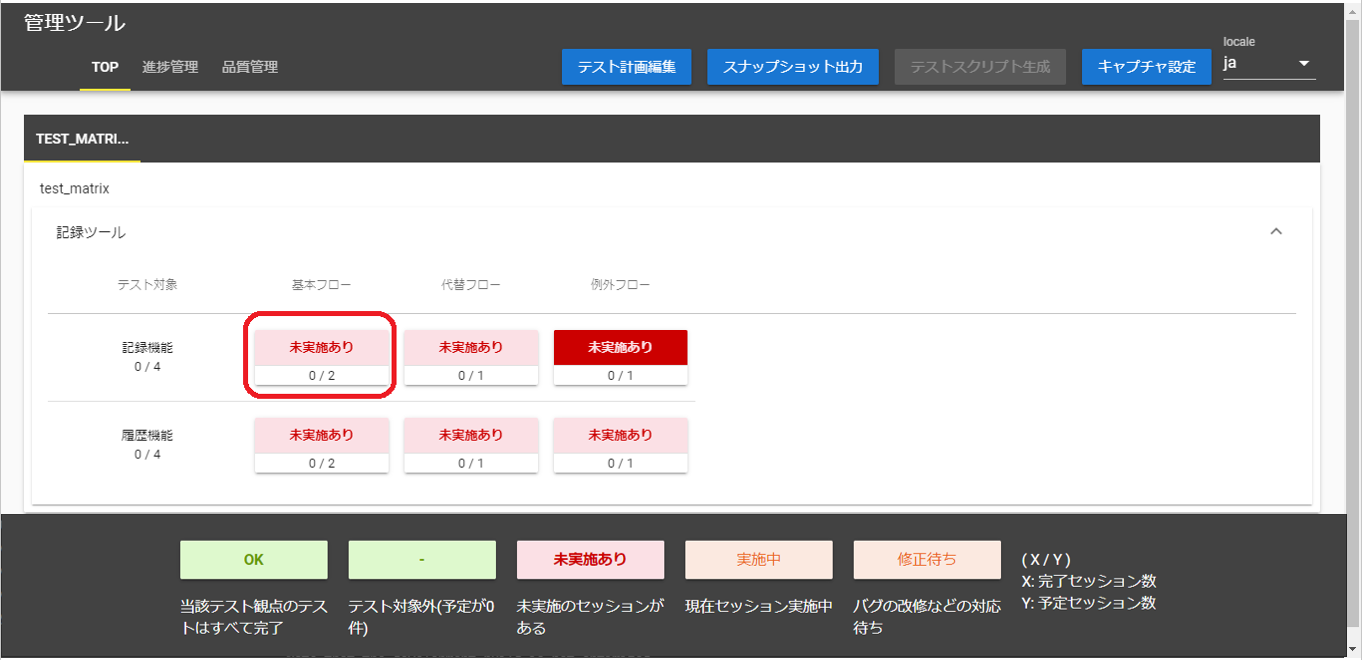 管理ツール
TOP 進捗管理 品質管理 テスト計画編集 スナップショット出力 テストスクリプト生成 キャプチャ設定 locale
ja
TEST_MATRI...
test_matrix
記録ツール
テスト対象 基本フロー 代替フロー 例外フロー
記録機能 未実施あり 未実施あり 未実施あり
0 / 4 0 / 2 0 / 1 0 / 1
履歴機能 未実施あり 未実施あり 未実施あり
0 / 4 0 / 2 0 / 1 0 / 1
OK - 未実施あり 実施中 修正待ち
当該テスト観点のテス
トはすべて完了
テスト対象外(予定が0
件)
未実施のセッションが
ある
現在セッション実施中
バグの改修などの対応
待ち
( X / Y )
X: 完了セッション数
Y: 予定セッション数